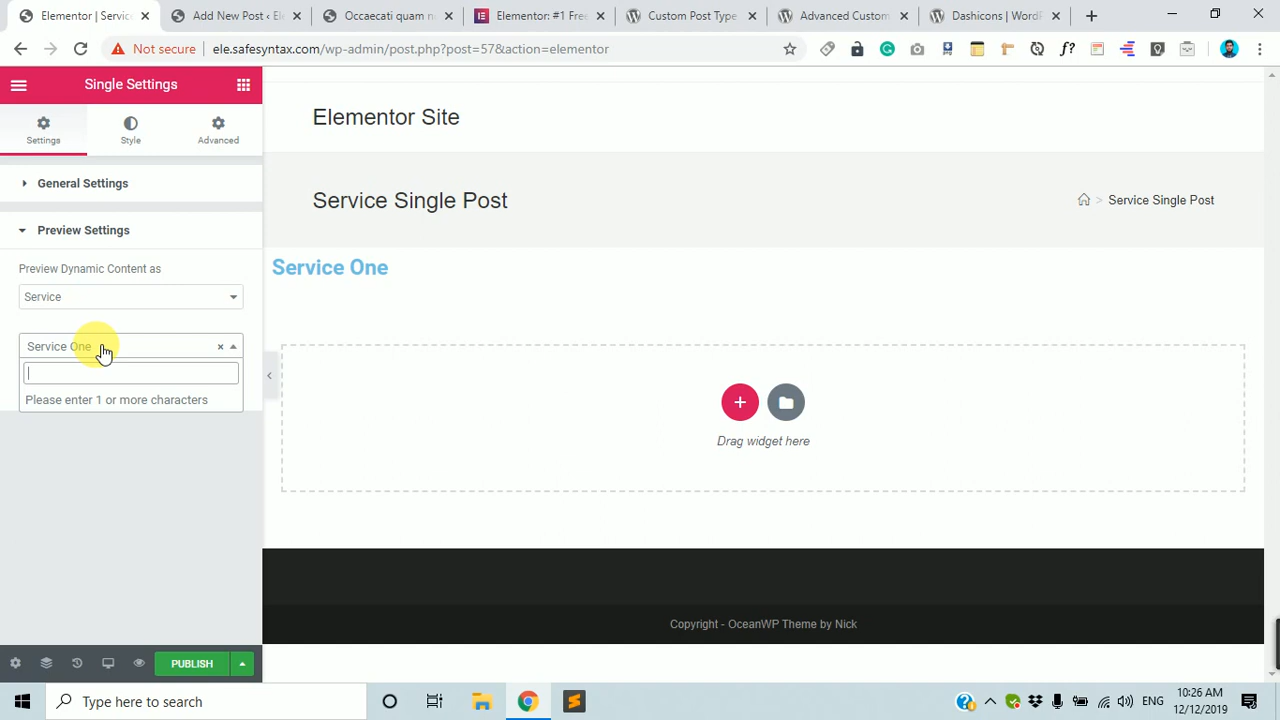 Elementor | Servic
Add New Post ‹ Ele
Occaecati quam n
Elementor: #1 Free
Custom Post Type
Advanced Custom
Dashicons | WordP
Not secure
ele.safesyntax.com/wp-admin/post.php?post=57&action=elementor
f?
Single Settings
Settings
Style
Advanced
General Settings
Preview Settings
Preview Dynamic Content as
Service
Service One
Please enter 1 or more characters
PUBLISH
Elementor Site
Service Single Post
> Service Single Post
Service One
Drag widget here
Copyright - OceanWP Theme by Nick
Type here to search
ENG
10:26 AM
12/12/2019